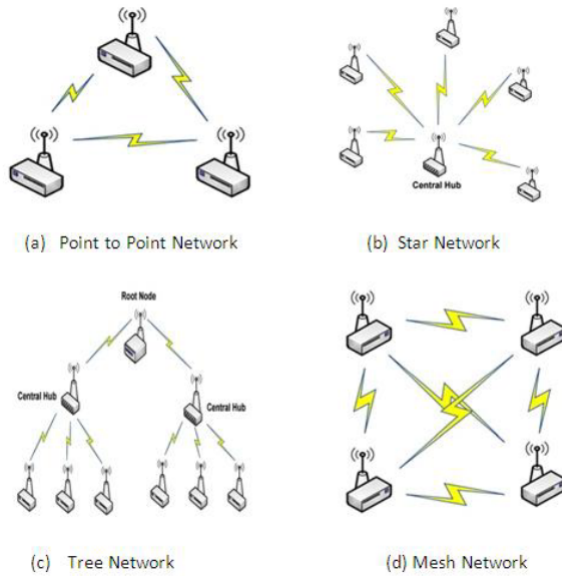 Central Hub
(a) Point to Point Network
(b) Star Network
Root Node
Central Hub
Central Hub
(c) Tree Network
(d) Mesh Network